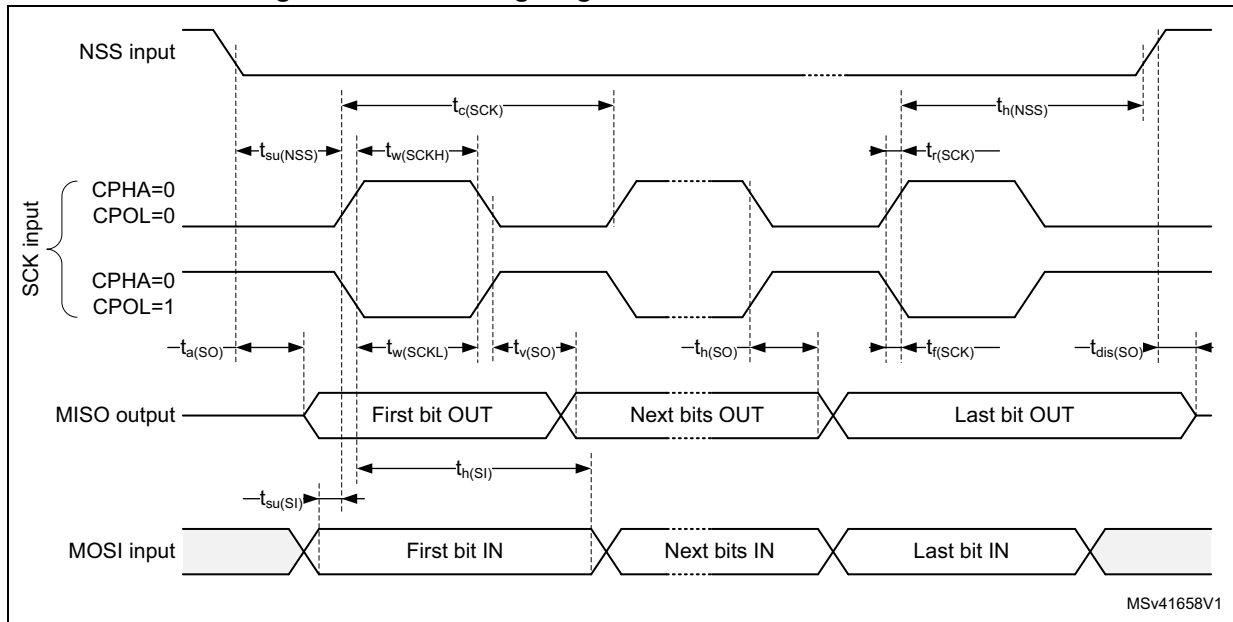 NSS input
tc(SCK)
th(NSS)
tsu(NSS)
tw(SCKH)
tr(SCK)
CPHA=0
CPOL=0
SCK input
CPHA=0
CPOL=1
ta(SO)
tw(SCKL)
tv(SO)
th(SO)
tf(SCK)
tdis(SO)
MISO output
First bit OUT
Next bits OUT
Last bit OUT
th(SI)
tsu(SI)
MOSI input
First bit IN
Next bits IN
Last bit IN
MSv41658V1